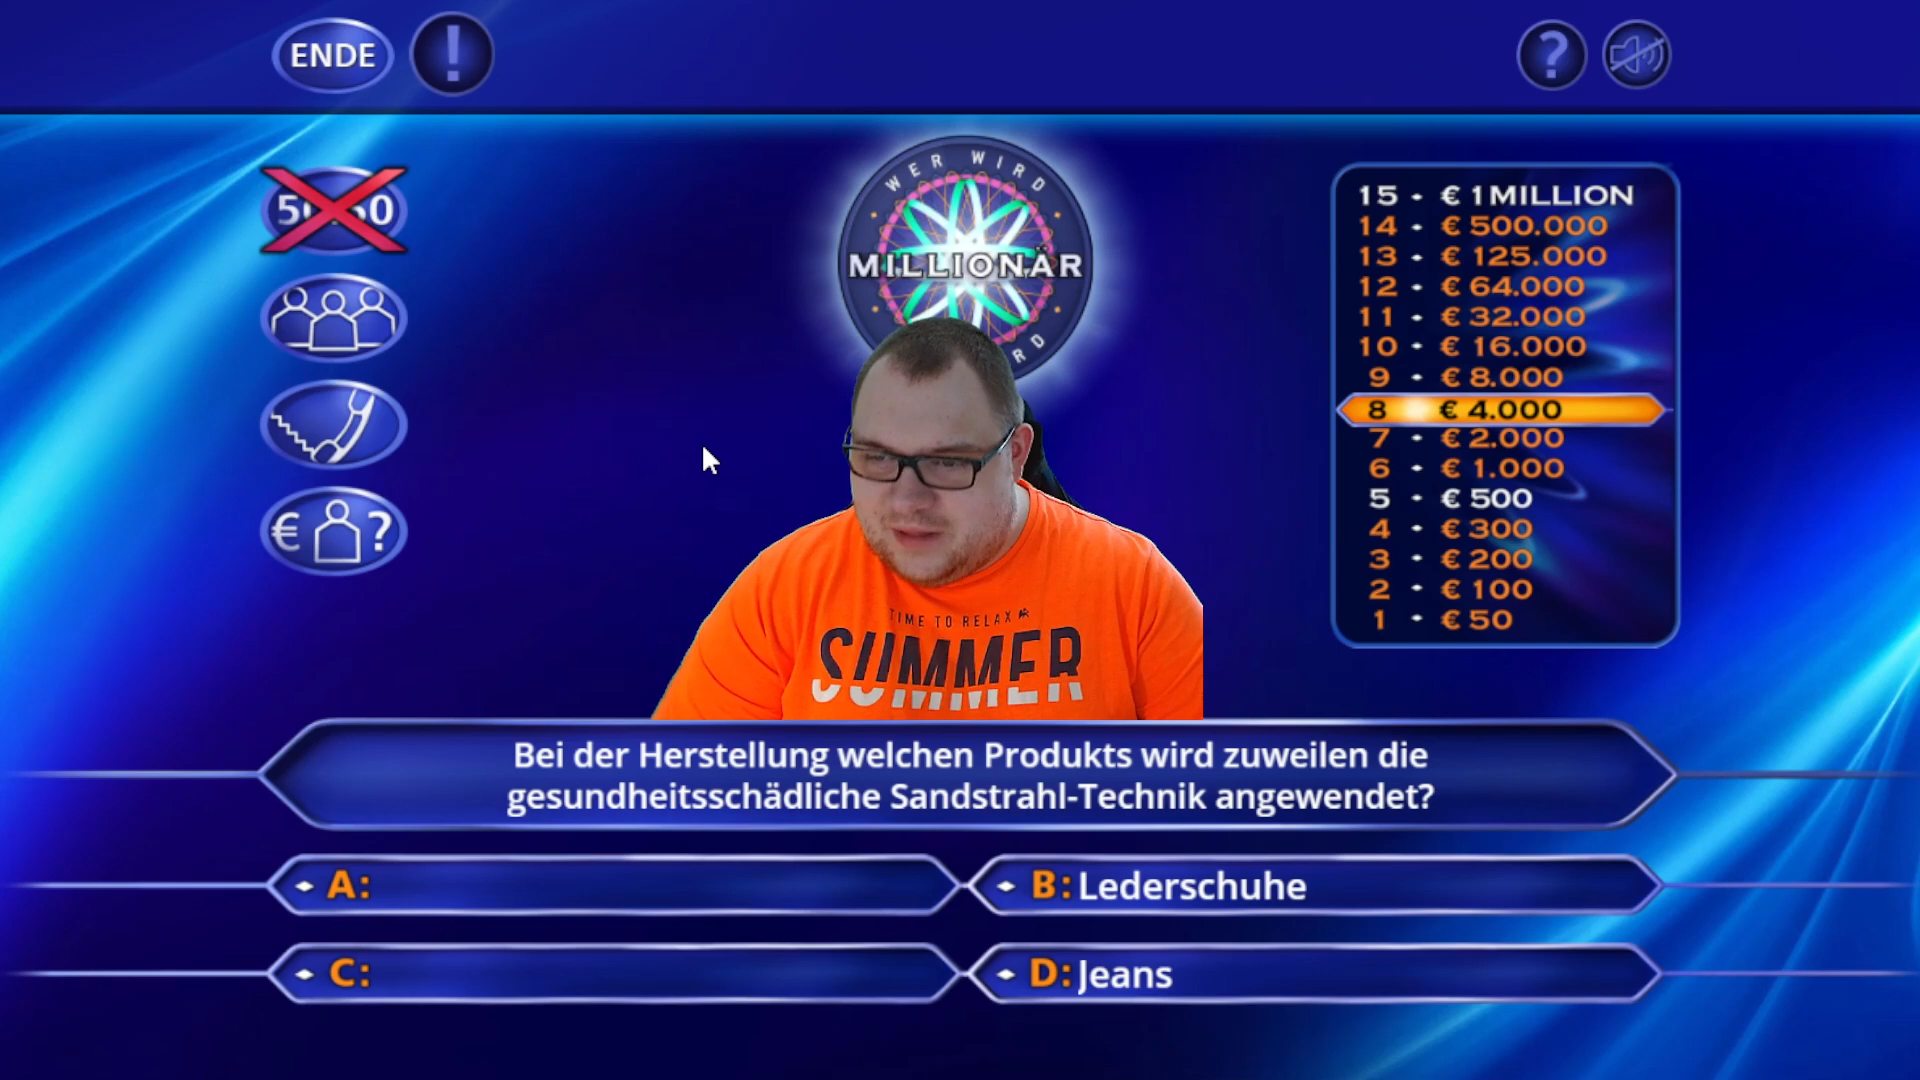 ENDE
!
?
50:50
WER WIRD
MILLIONÄR
RD
€ ?
15 · € 1 MILLION
14 · € 500.000
13 · € 125.000
12 · € 64.000
11 · € 32.000
10 · € 16.000
9 · € 8.000
8 € 4.000
7 · € 2.000
6 · € 1.000
5 · € 500
4 · € 300
3 · € 200
2 · € 100
1 · € 50
TIME TO RELAX
SUMMER
Bei der Herstellung welchen Produkts wird zuweilen die
gesundheitsschädliche Sandstrahl-Technik angewendet?
A:
B: Lederschuhe
C:
D: Jeans